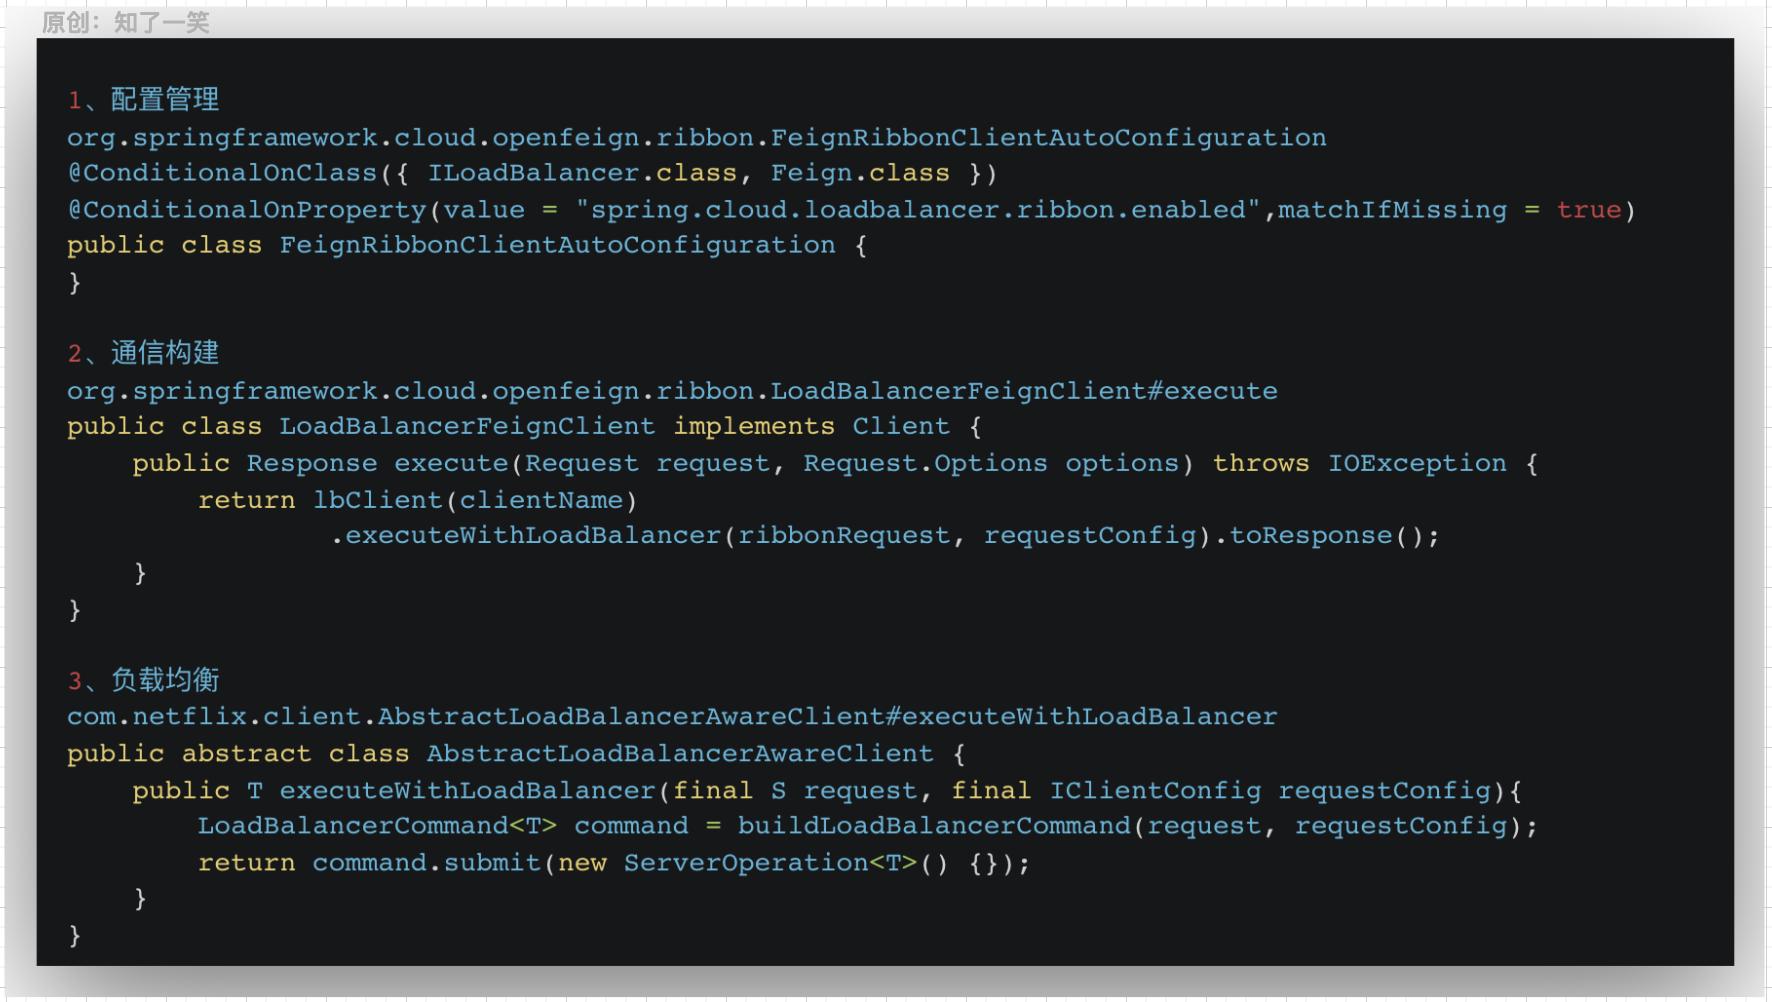 原创：知了一笑
1、配置管理
org.springframework.cloud.openfeign.ribbon.FeignRibbonClientAutoConfiguration
@ConditionalOnClass({ ILoadBalancer.class, Feign.class })
@ConditionalOnProperty(value = "spring.cloud.loadbalancer.ribbon.enabled",matchIfMissing = true)
public class FeignRibbonClientAutoConfiguration {
}
2、通信构建
org.springframework.cloud.openfeign.ribbon.LoadBalancerFeignClient#execute
public class LoadBalancerFeignClient implements Client {
    public Response execute(Request request, Request.Options options) throws IOException {
        return lbClient(clientName)
                .executeWithLoadBalancer(ribbonRequest, requestConfig).toResponse();
    }
}
3、负载均衡
com.netflix.client.AbstractLoadBalancerAwareClient#executeWithLoadBalancer
public abstract class AbstractLoadBalancerAwareClient {
    public T executeWithLoadBalancer(final S request, final IClientConfig requestConfig){
        LoadBalancerCommand<T> command = buildLoadBalancerCommand(request, requestConfig);
        return command.submit(new ServerOperation<T>() {});
    }
}